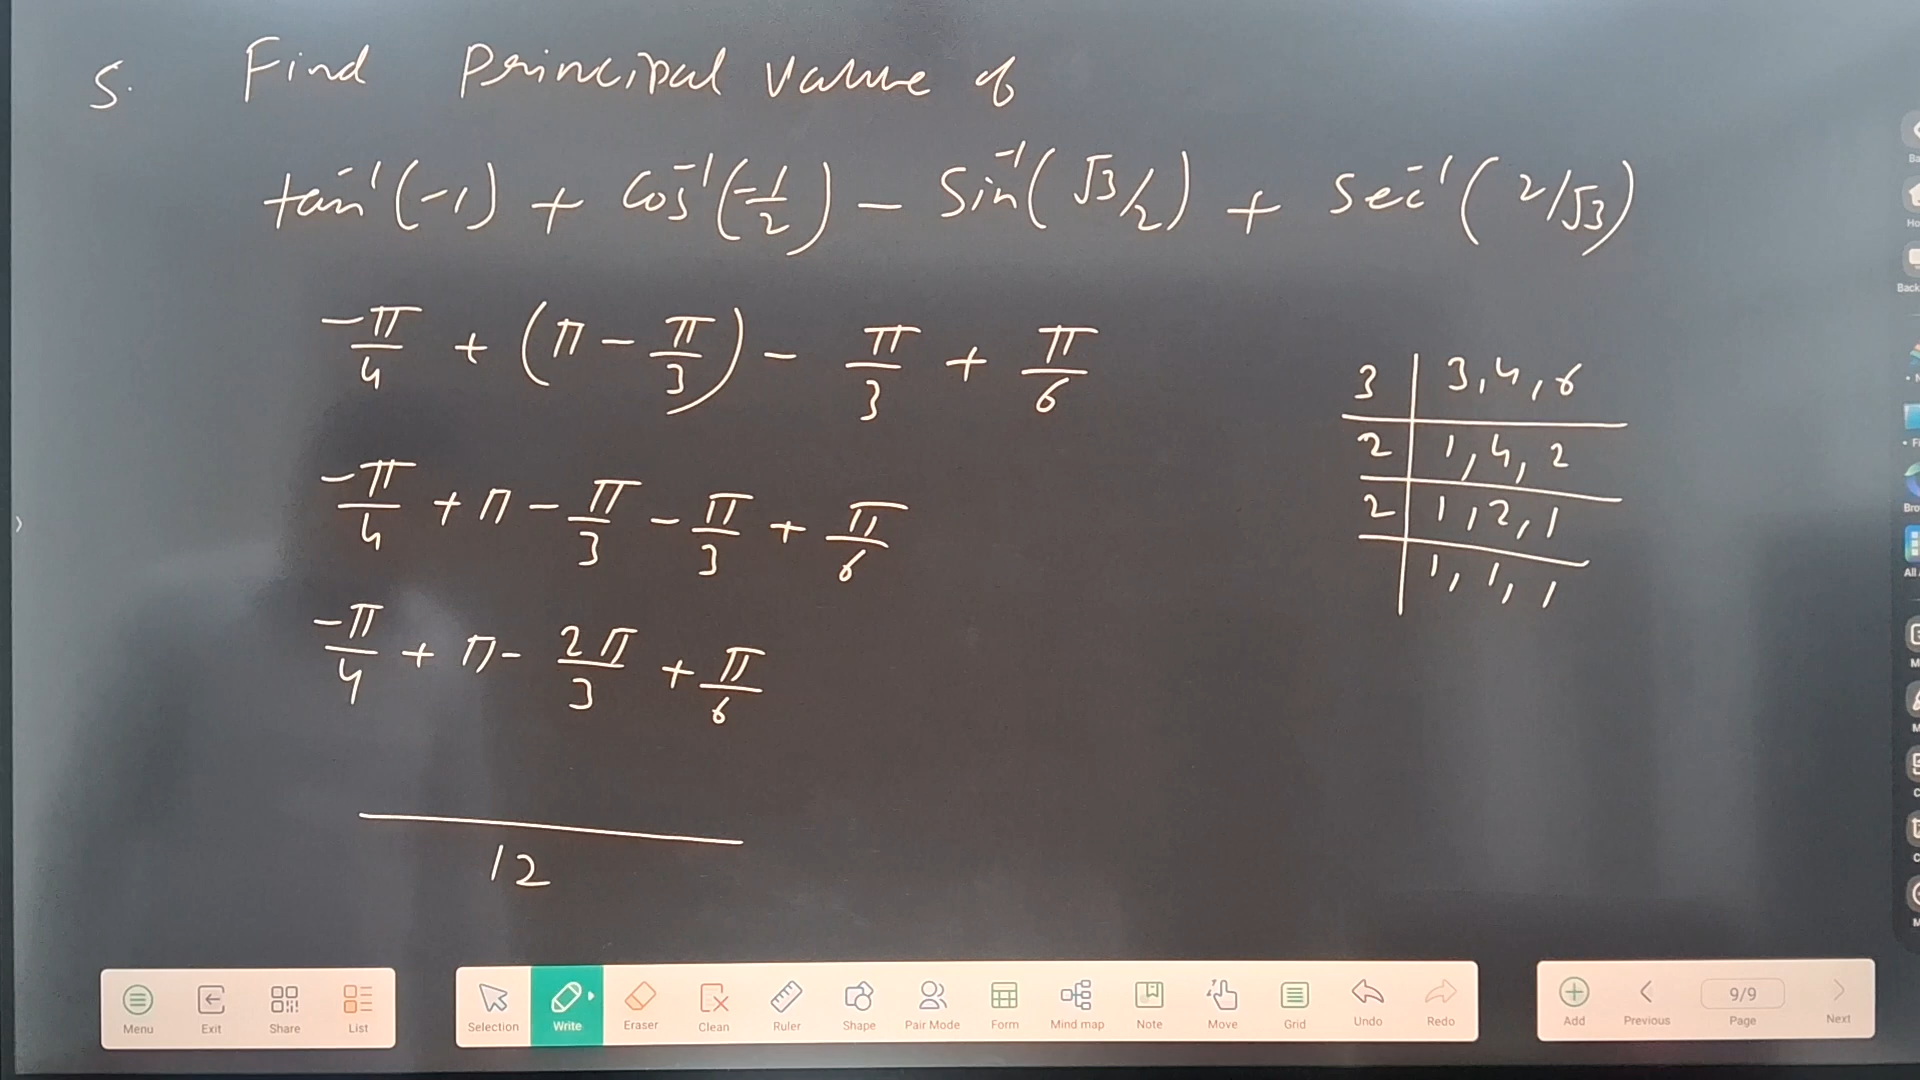 5. Find Principal value of
tan⁻¹(-1) + cos⁻¹(-1/2) - sin⁻¹(√3/2) + sec⁻¹(2/√3)
-π/4 + (π - π/3) - π/3 + π/6
3 | 3, 4, 6
2 | 1, 4, 2
2 | 1, 2, 1
1, 1, 1
-π/4 + π - π/3 - π/3 + π/6
-π/4 + π - 2π/3 + π/6
12
Menu Exit Share List
Selection Write Eraser Clean Ruler Shape Pair Mode Form Mind map Note Move Grid Undo Redo
9/9
Add Previous Page Next